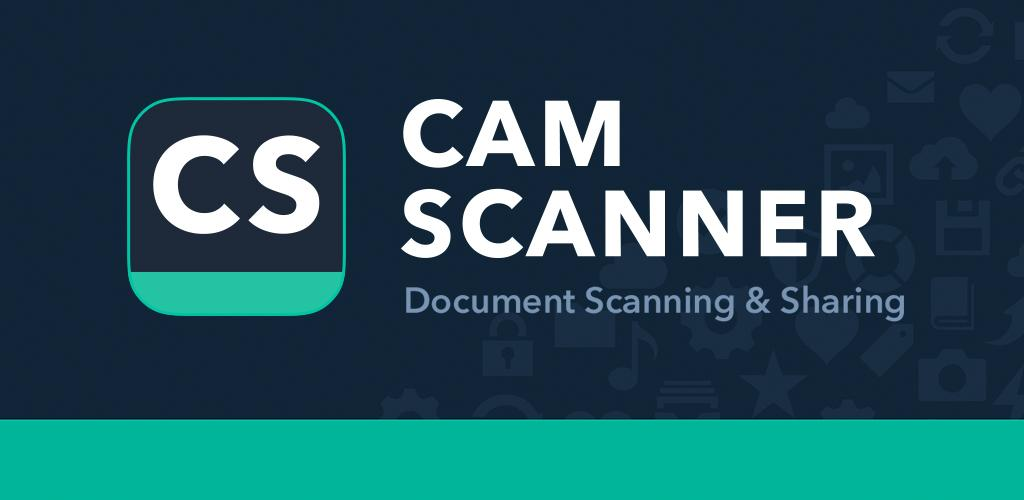 CS
CAM
SCANNER
Document Scanning & Sharing